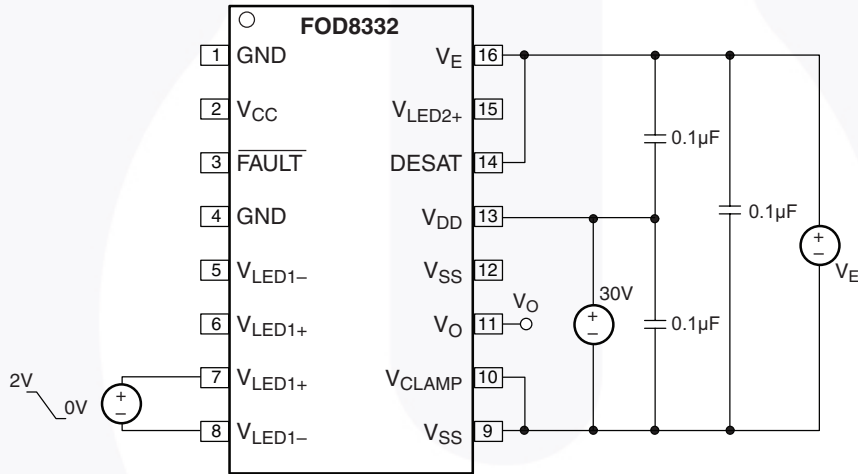 FOD8332
1 GND
2 VCC
3 FAULT
4 GND
5 VLED1–
6 VLED1+
7 VLED1+
8 VLED1–
VE 16
VLED2+ 15
DESAT 14
VDD 13
VSS 12
VO 11
VCLAMP 10
VSS 9
2V
0V
+
–
VO
30V
+
–
0.1µF
0.1µF
0.1µF
+
–
VE